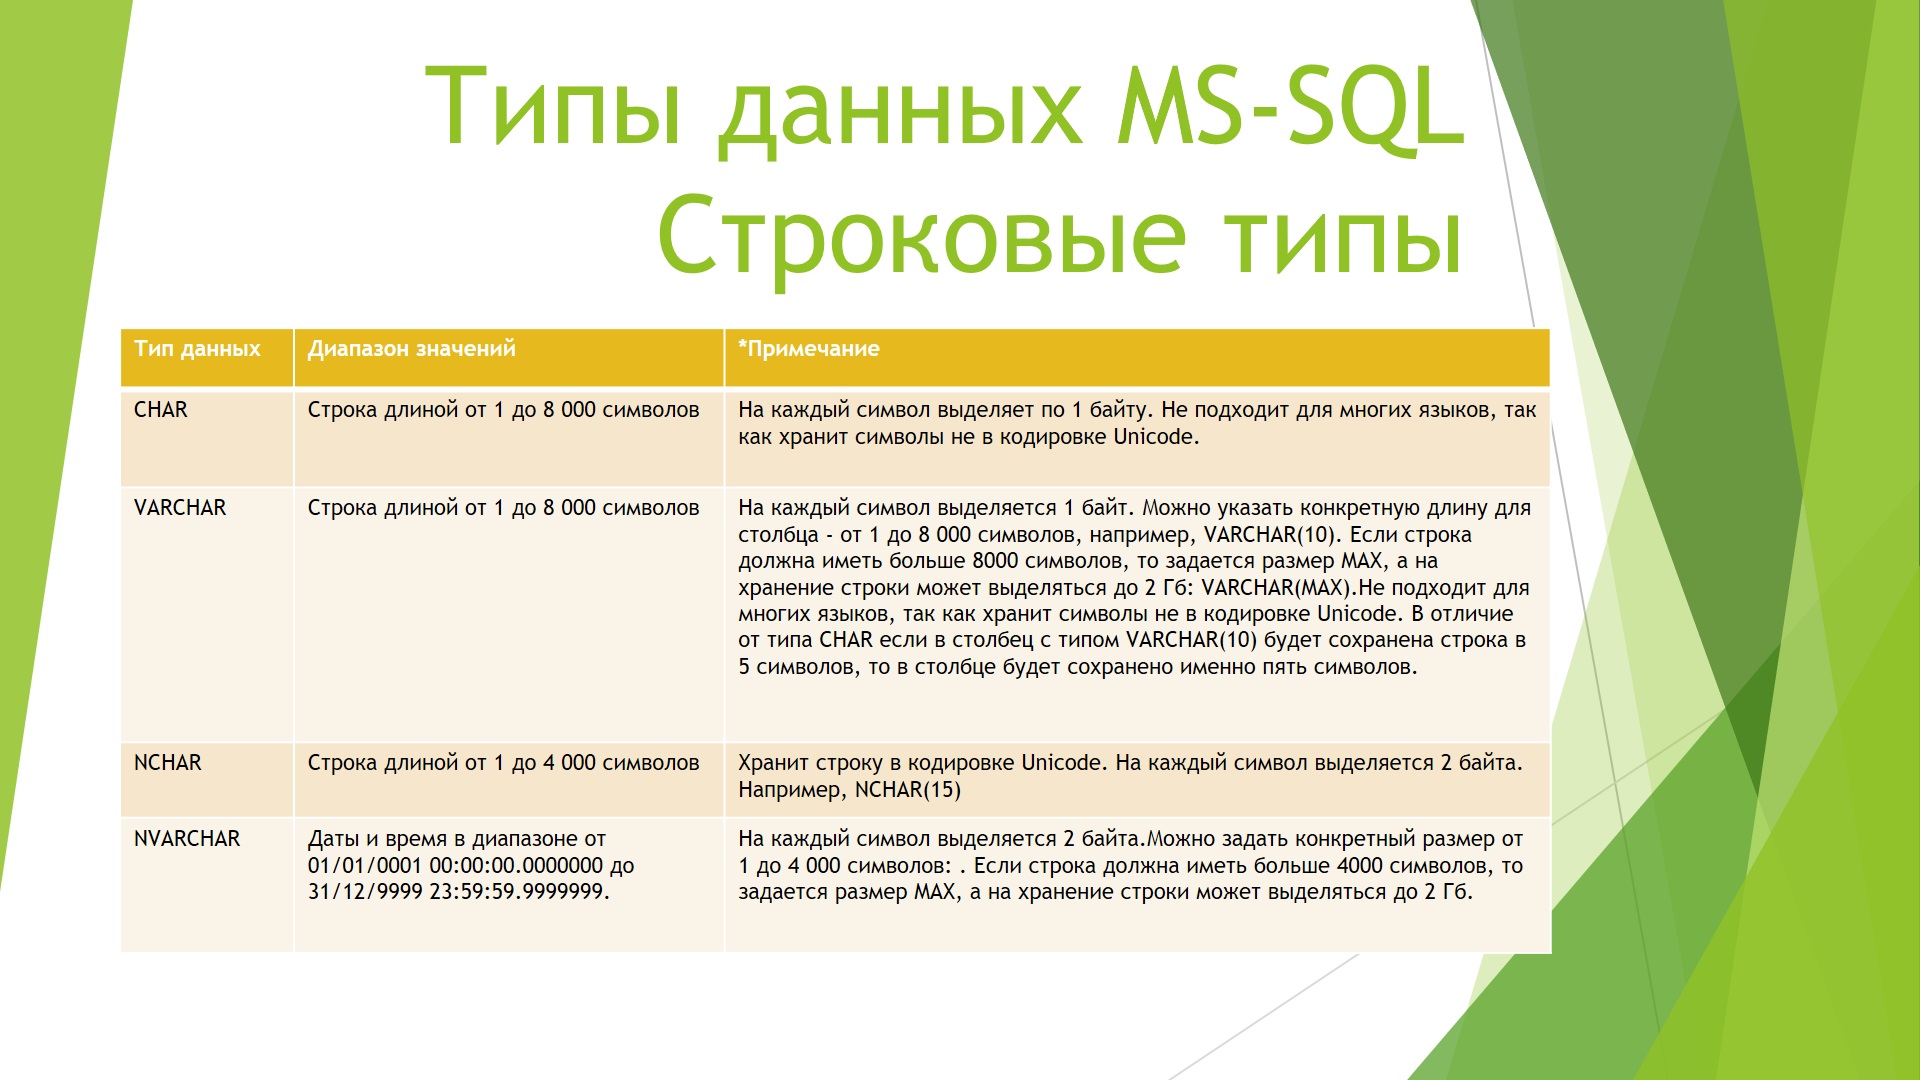 Типы данных MS-SQL
Строковые типы
Тип данных
Диапазон значений
*Примечание
CHAR
Строка длиной от 1 до 8 000 символов
На каждый символ выделяет по 1 байту. Не подходит для многих языков, так
как хранит символы не в кодировке Unicode.
VARCHAR
Строка длиной от 1 до 8 000 символов
На каждый символ выделяется 1 байт. Можно указать конкретную длину для
столбца - от 1 до 8 000 символов, например, VARCHAR(10). Если строка
должна иметь больше 8000 символов, то задается размер MAX, а на
хранение строки может выделяться до 2 Гб: VARCHAR(MAX).Не подходит для
многих языков, так как хранит символы не в кодировке Unicode. В отличие
от типа CHAR если в столбец с типом VARCHAR(10) будет сохранена строка в
5 символов, то в столбце будет сохранено именно пять символов.
NCHAR
Строка длиной от 1 до 4 000 символов
Хранит строку в кодировке Unicode. На каждый символ выделяется 2 байта.
Например, NCHAR(15)
NVARCHAR
Даты и время в диапазоне от
01/01/0001 00:00:00.0000000 до
31/12/9999 23:59:59.9999999.
На каждый символ выделяется 2 байта.Можно задать конкретный размер от
1 до 4 000 символов: . Если строка должна иметь больше 4000 символов, то
задается размер MAX, а на хранение строки может выделяться до 2 Гб.